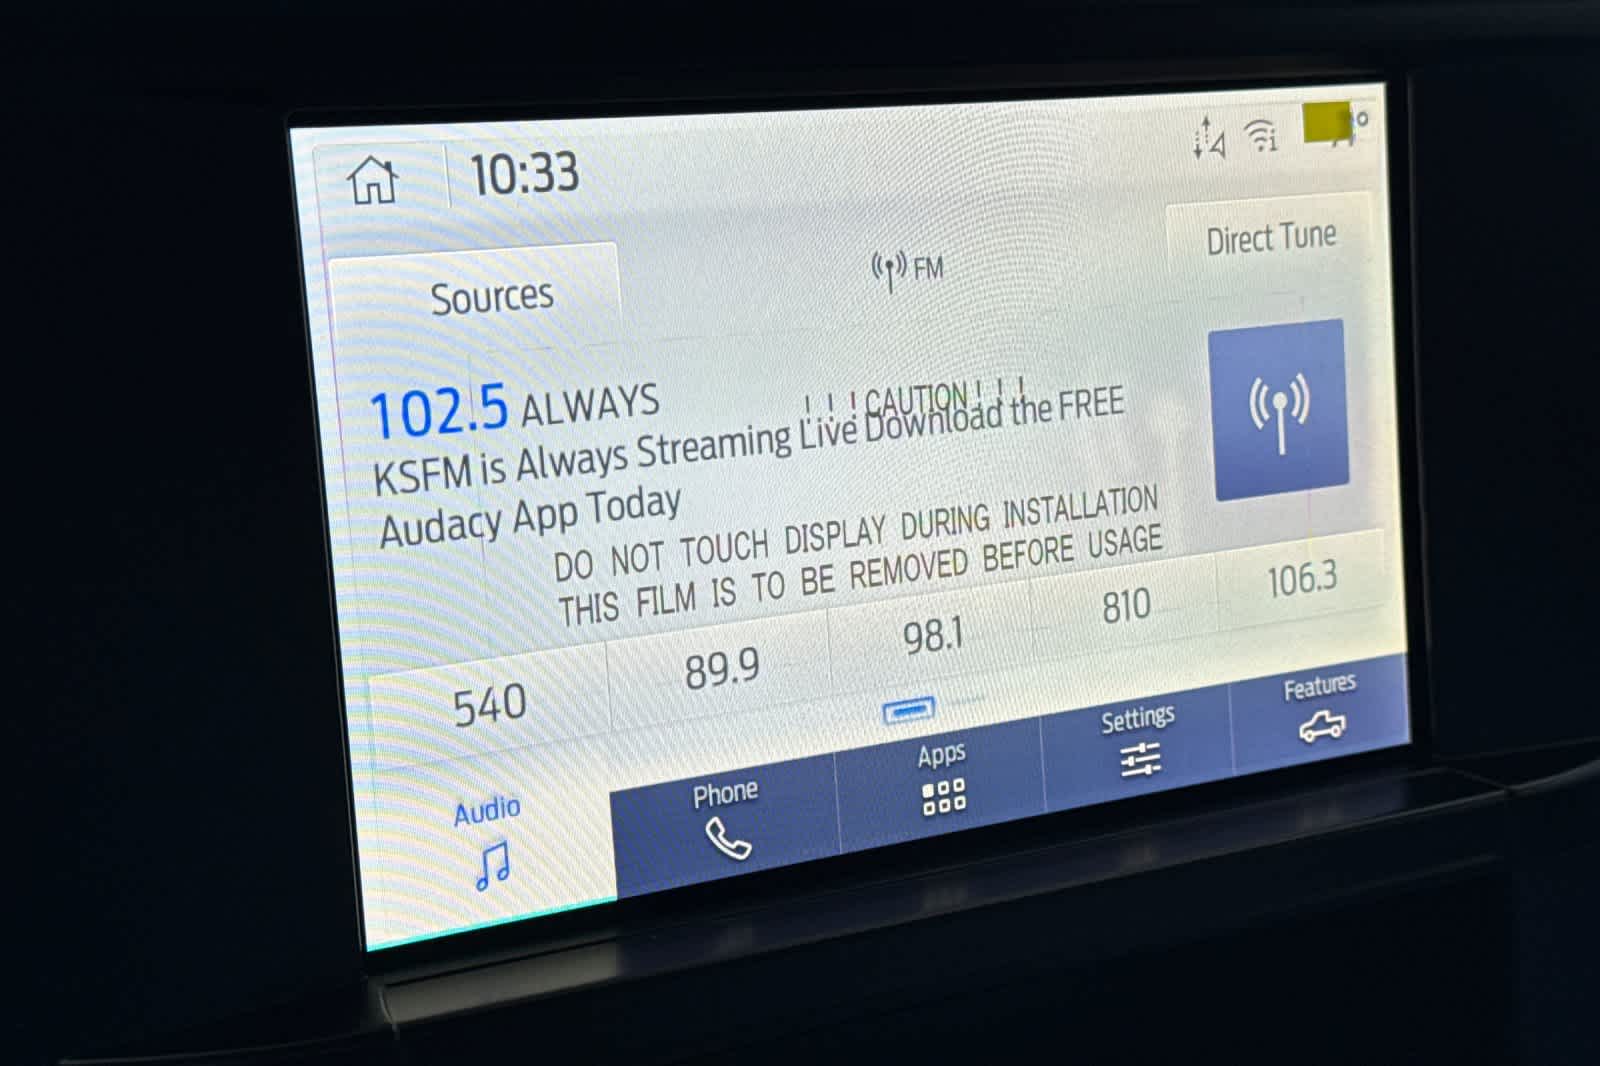 10:33
Sources
FM
Direct Tune
102.5 ALWAYS
! ! ! CAUTION ! ! !
KSFM is Always Streaming Live Download the FREE
Audacy App Today
DO NOT TOUCH DISPLAY DURING INSTALLATION
THIS FILM IS TO BE REMOVED BEFORE USAGE
540 89.9 98.1 810 106.3
Audio Phone Apps Settings Features